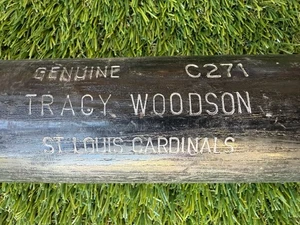 GENUINE C271
TRACY WOODSON
ST LOUIS CARDINALS